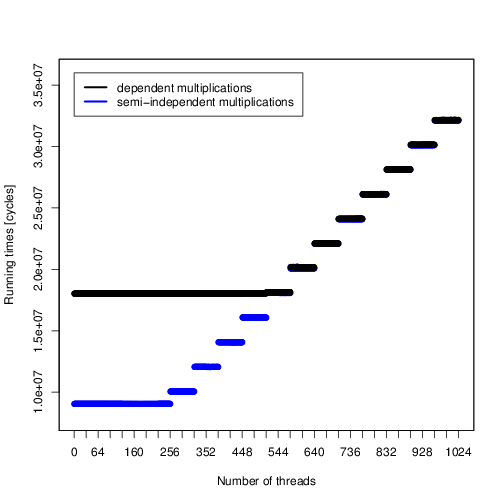 dependent multiplications
semi−independent multiplications
3.5e+07
3.0e+07
2.5e+07
2.0e+07
1.5e+07
1.0e+07
Running times [cycles]
0 64 160 256 352 448 544 640 736 832 928 1024
Number of threads